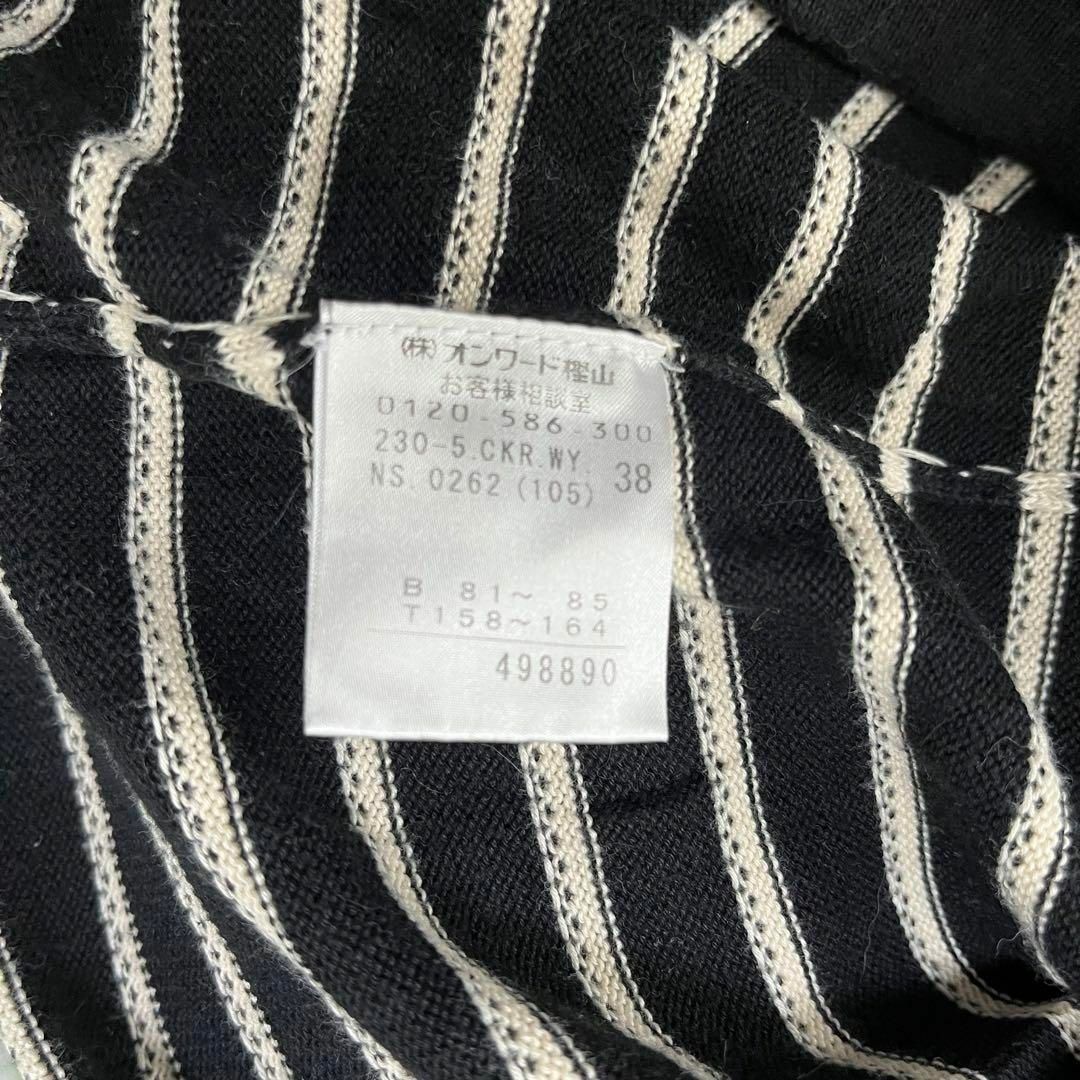 (株)オンワード樫山
お客様相談室
0120-586-300
230-5.CKR.WY. 38
NS.0262(105)
B 81～ 85
T158～164
498890